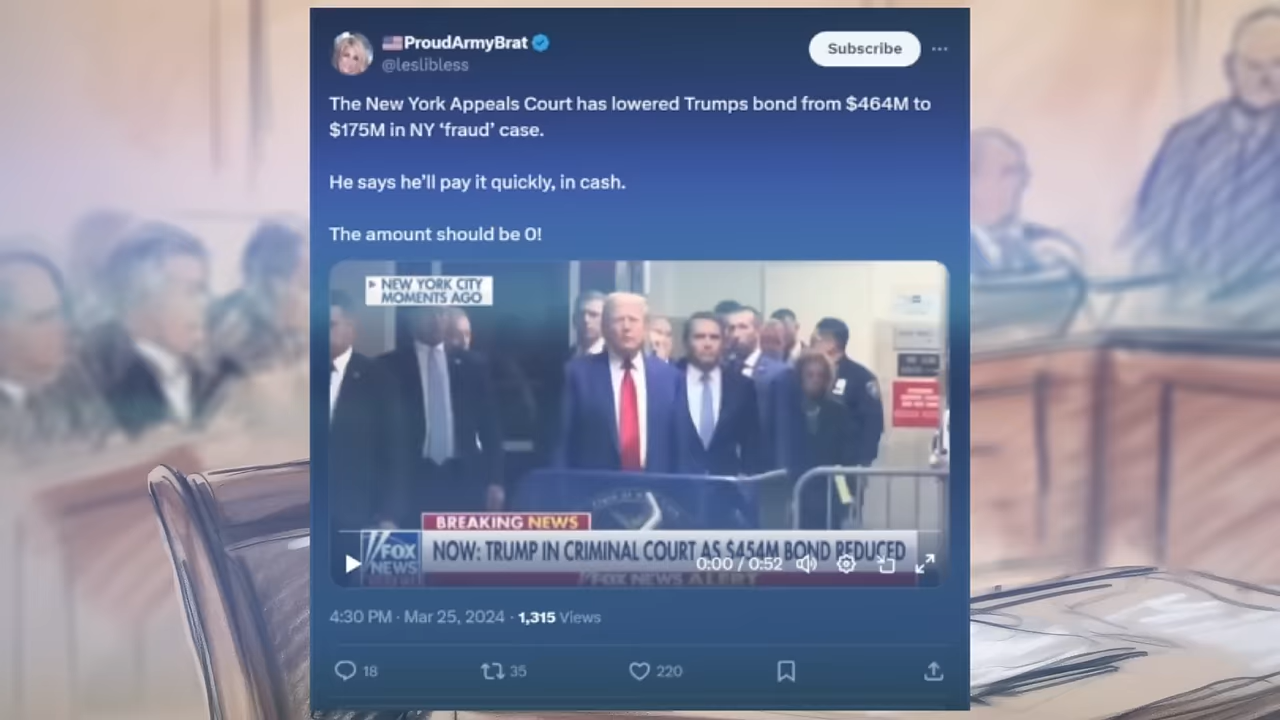 ProudArmyBrat
Subscribe
@leslibless
The New York Appeals Court has lowered Trumps bond from $464M to
$175M in NY ‘fraud’ case.
He says he’ll pay it quickly, in cash.
The amount should be 0!
NEW YORK CITY
MOMENTS AGO
BREAKING NEWS
FOX
NEWS
NOW: TRUMP IN CRIMINAL COURT AS $454M BOND REDUCED
0:00 / 0:52
FOX NEWS ALERT
4:30 PM · Mar 25, 2024 · 1,315 Views
18
35
220